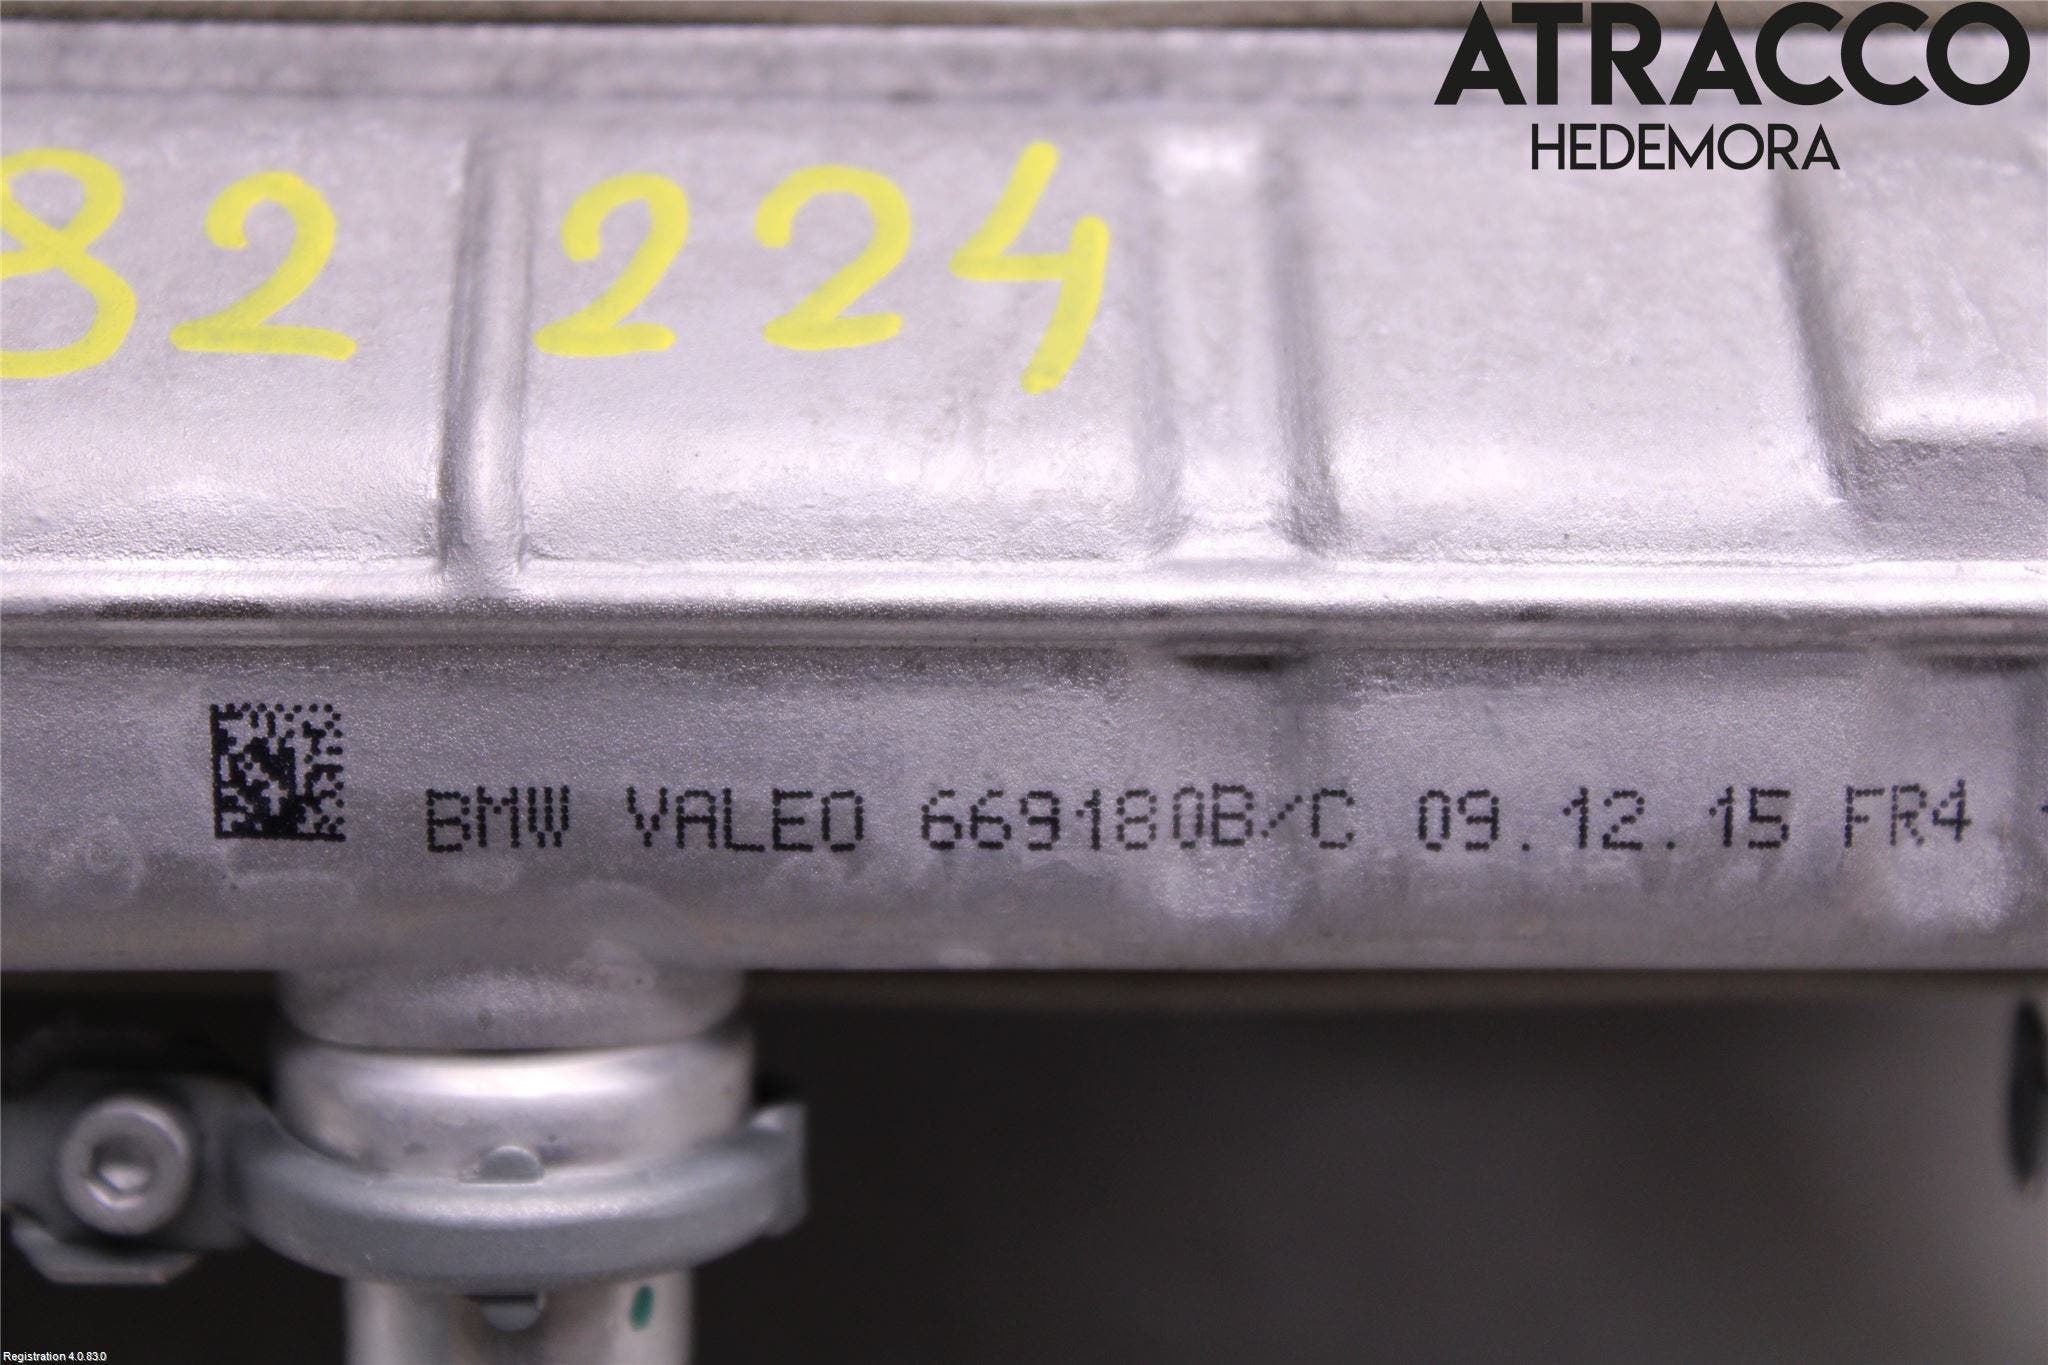 ATRACCO
HEDEMORA
82 224
BMW VALEO 669180B/C 09.12.15 FR4
Registration 4.0.83.0